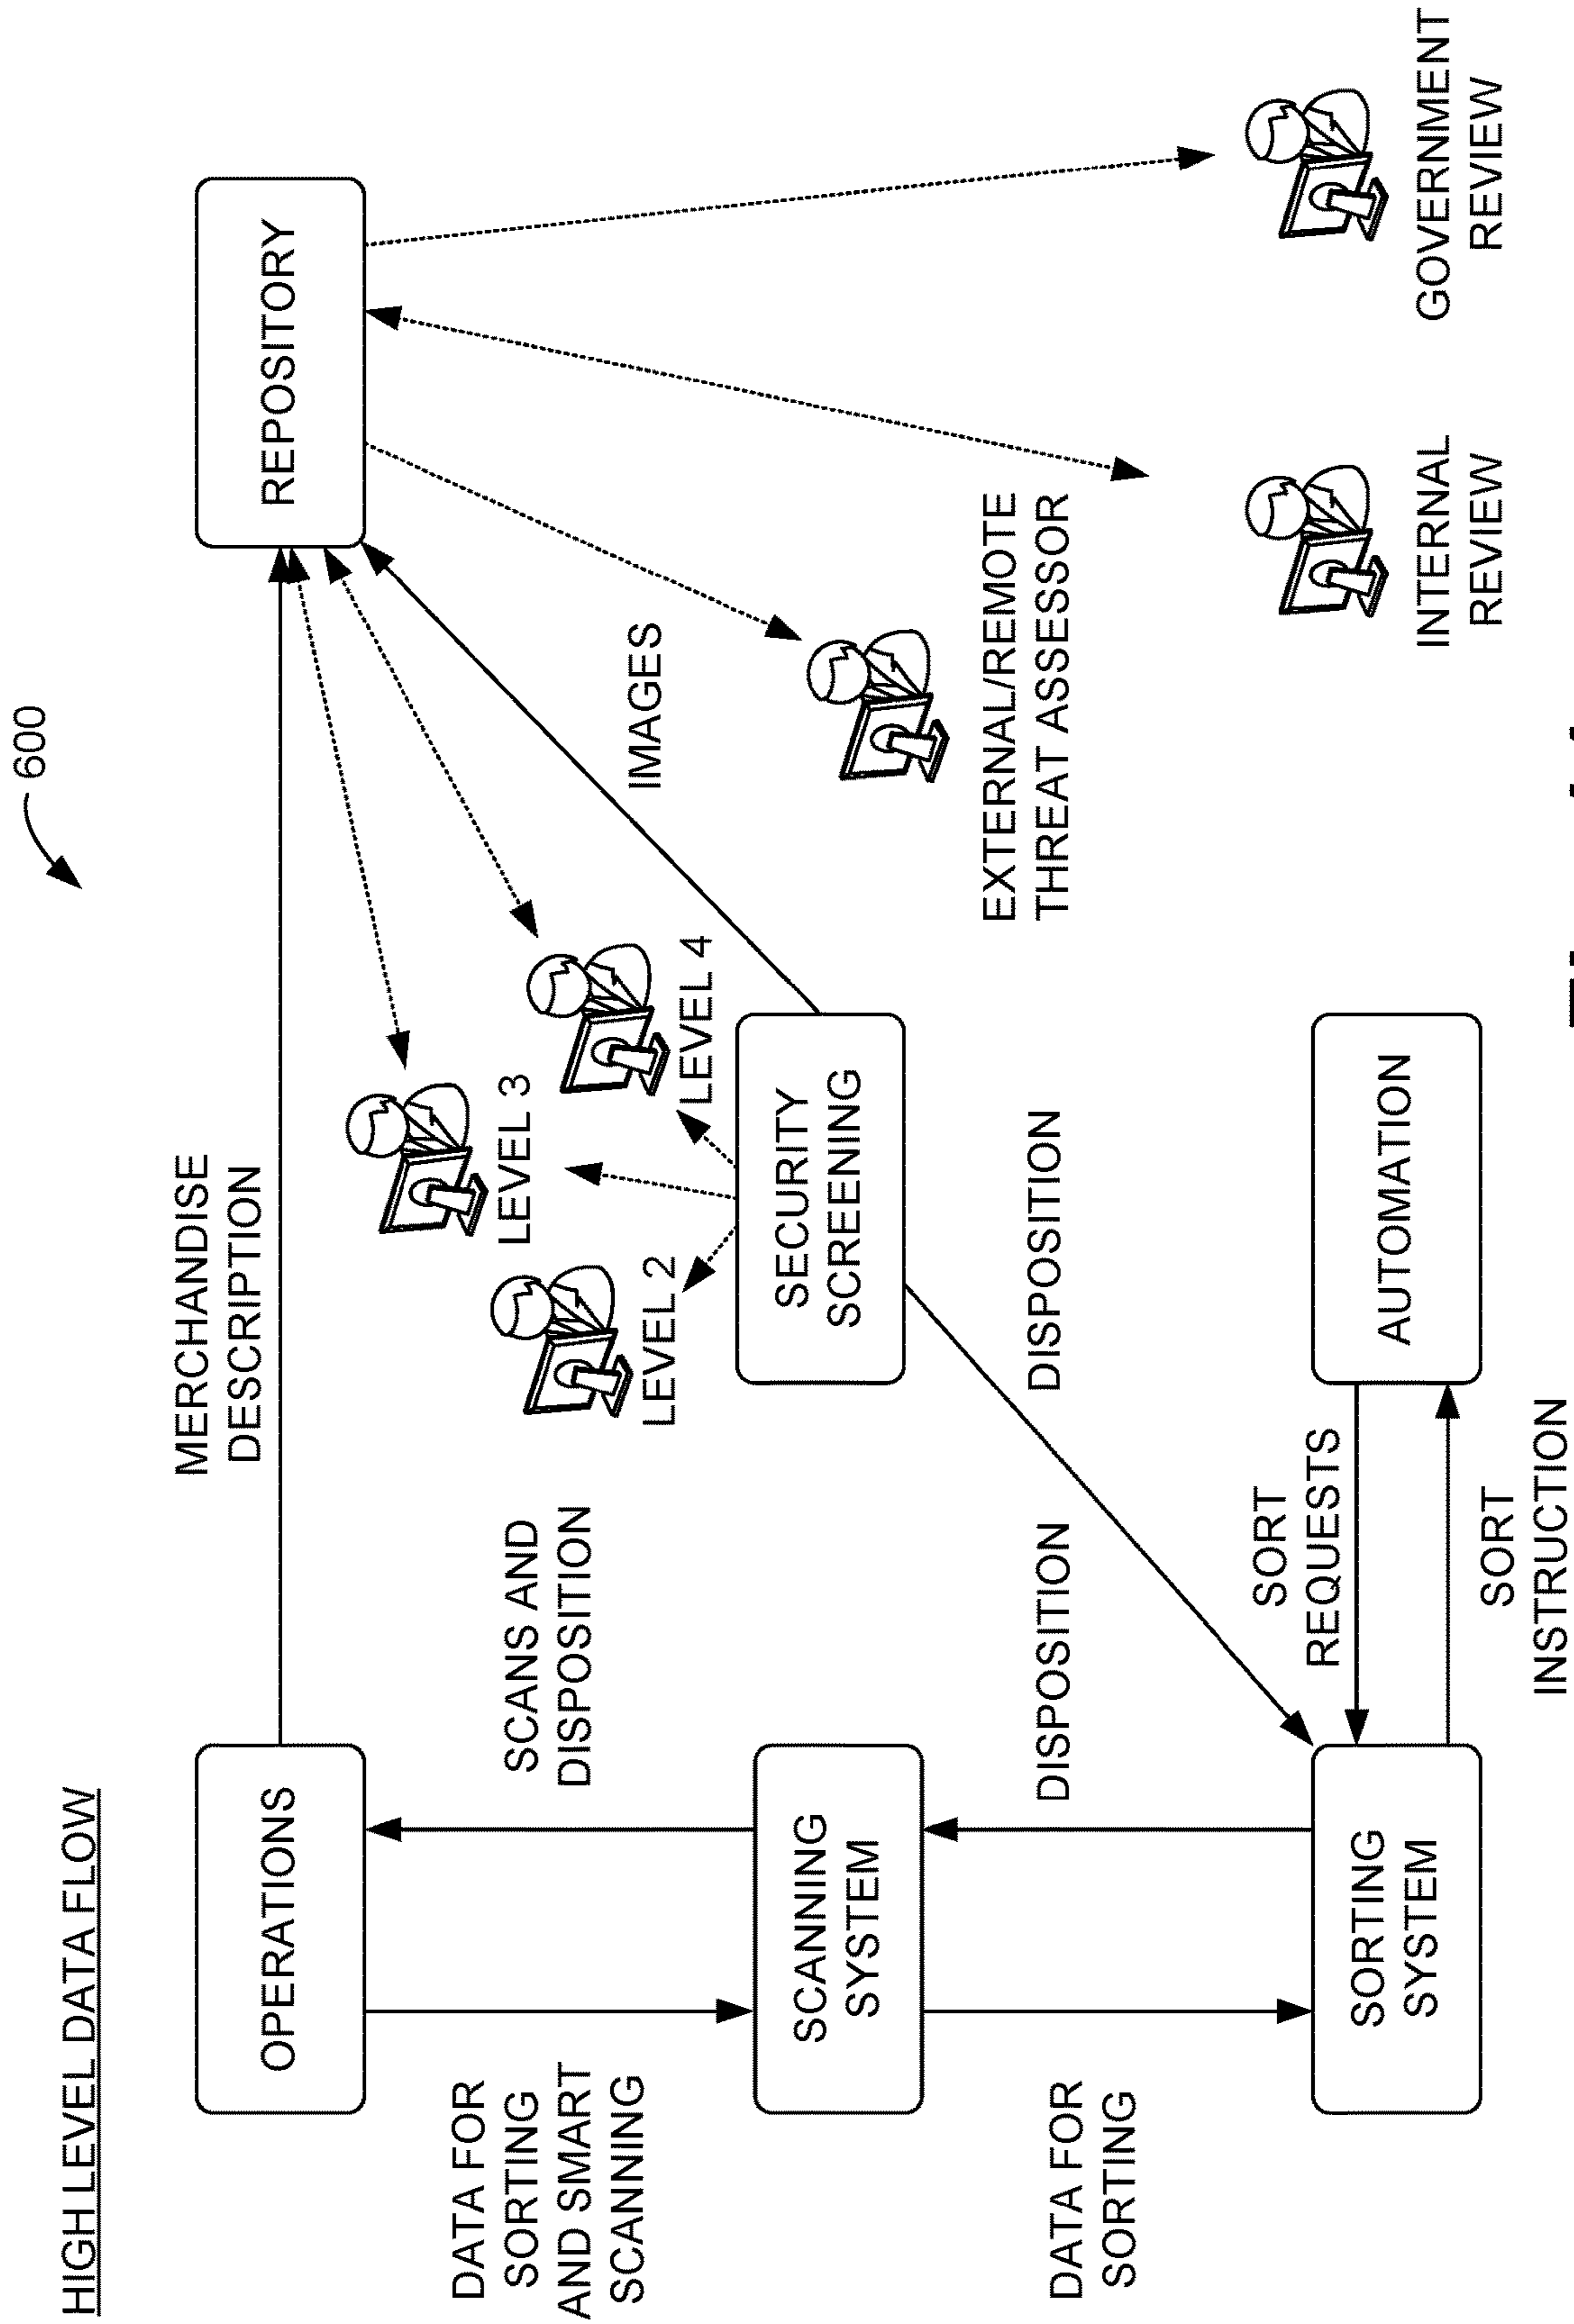 HIGH LEVEL DATA FLOW
600
OPERATIONS
MERCHANDISE
DESCRIPTION
REPOSITORY
DATA FOR
SORTING
AND SMART
SCANNING
SCANS AND
DISPOSITION
LEVEL 2
LEVEL 3
LEVEL 4
IMAGES
SCANNING
SYSTEM
SECURITY
SCREENING
EXTERNAL/REMOTE
THREAT ASSESSOR
DATA FOR
SORTING
DISPOSITION
DISPOSITION
SORTING
SYSTEM
SORT
REQUESTS
SORT
INSTRUCTION
AUTOMATION
INTERNAL
REVIEW
GOVERNMENT
REVIEW